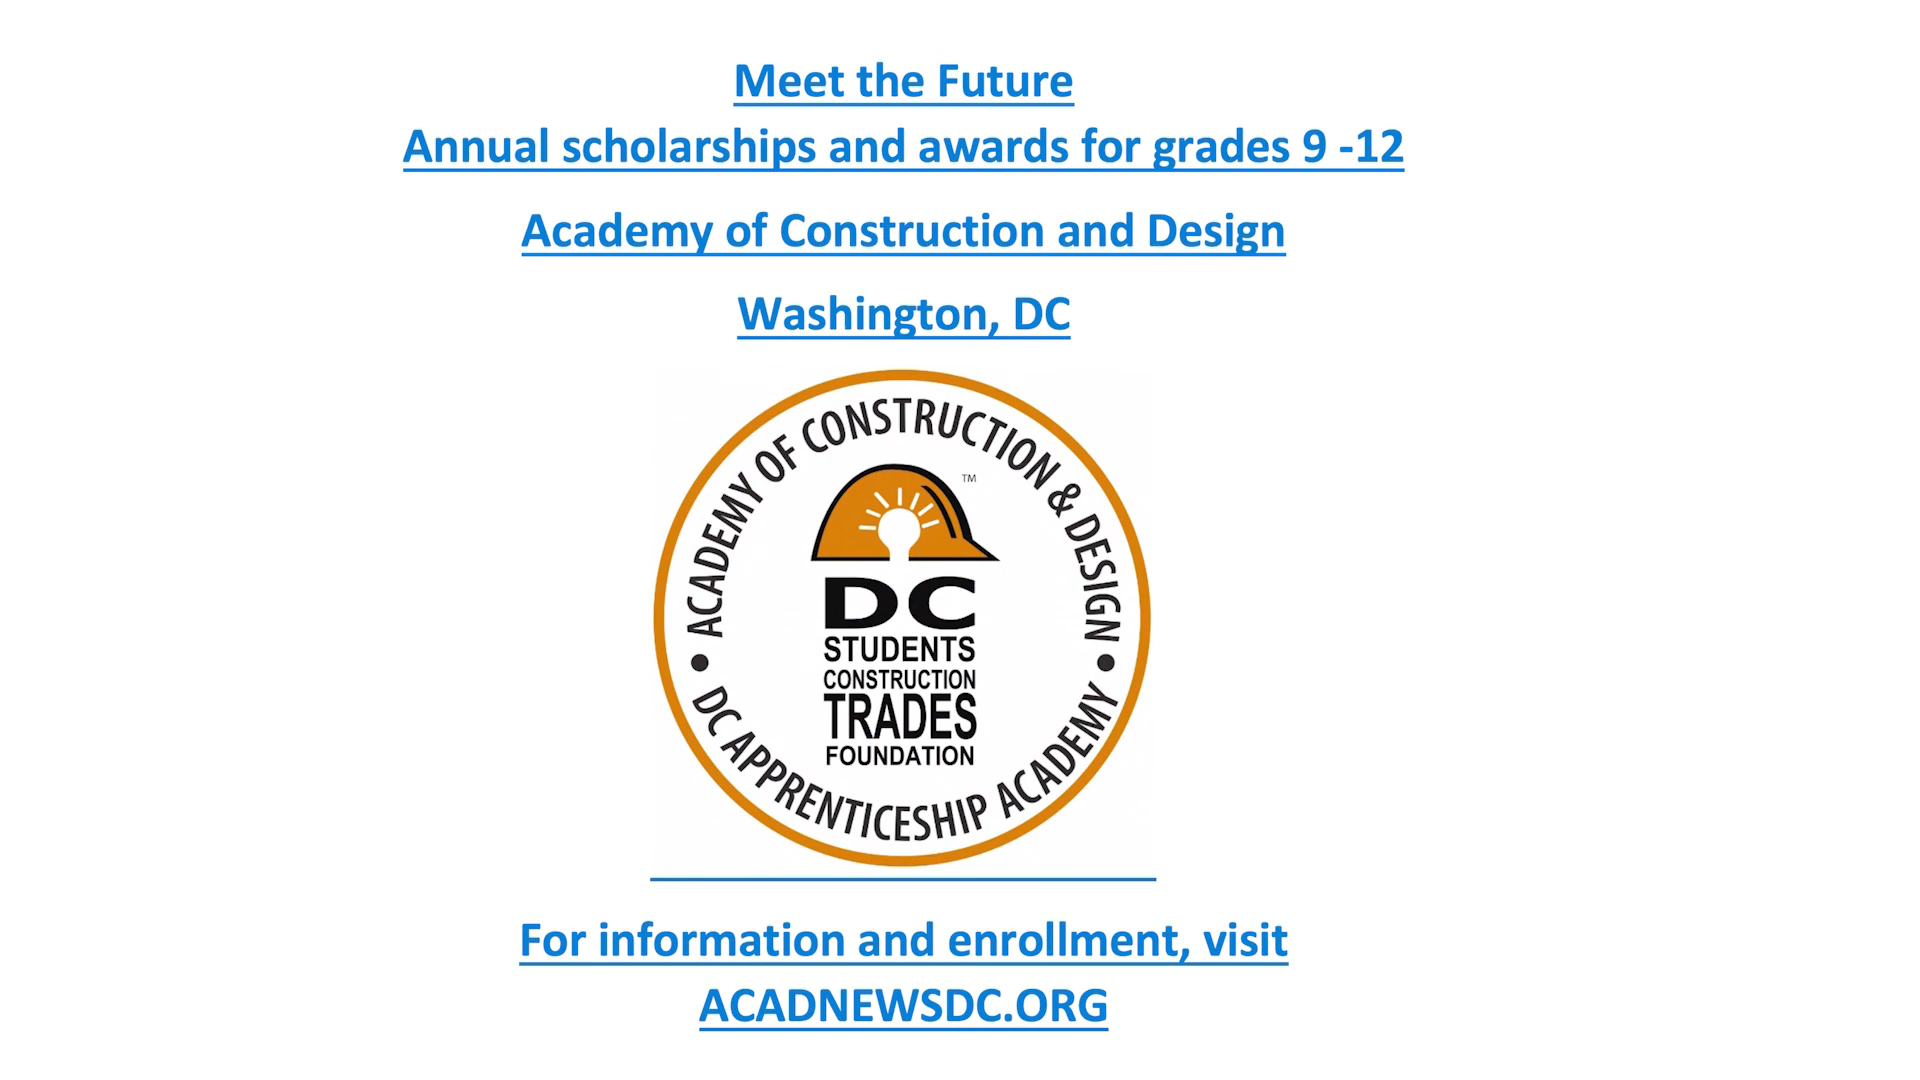 Meet the Future
Annual scholarships and awards for grades 9 -12
Academy of Construction and Design
Washington, DC
ACADEMY OF CONSTRUCTION & DESIGN
TM
DC
STUDENTS
CONSTRUCTION
TRADES
FOUNDATION
• DC APPRENTICESHIP ACADEMY •
For information and enrollment, visit
ACADNEWSDC.ORG